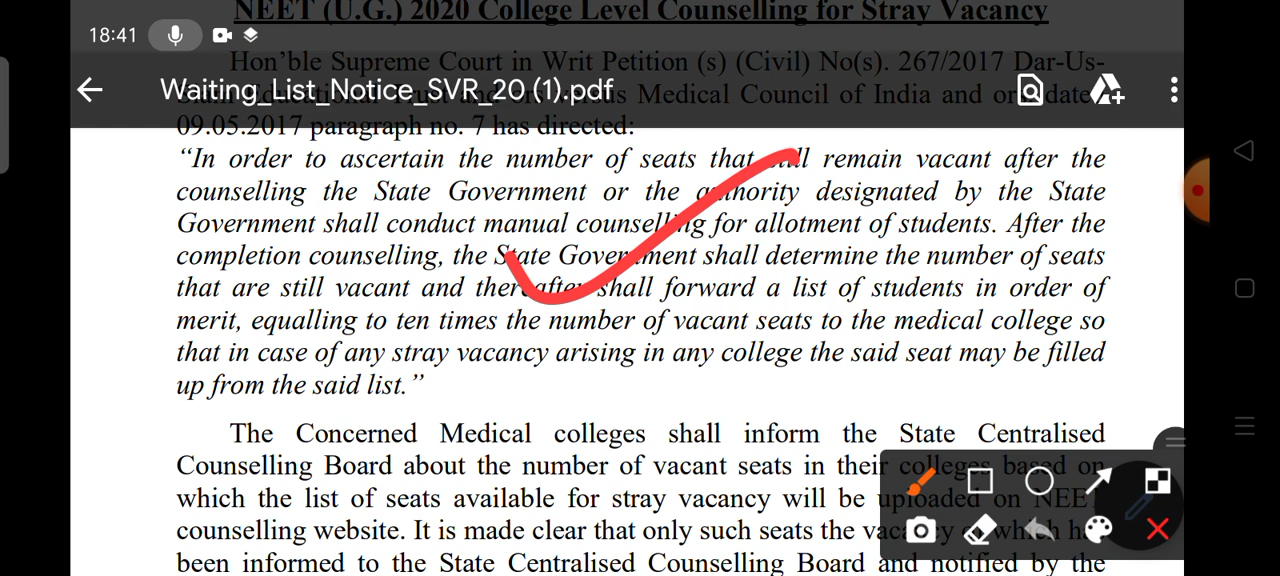 NEET (U.G.) 2020 College Level Counselling for Stray Vacancy
18:41
Hon'ble Supreme Court in Writ Petition (s) (Civil) No(s). 267/2017 Dar-Us-
Waiting_List_Notice_SVR_20 (1).pdf
Medical Council of India and
09.05.2017 paragraph no. 7 has directed:
“In order to ascertain the number of seats that still remain vacant after the
counselling the State Government or the authority designated by the State
Government shall conduct manual counselling for allotment of students. After the
completion counselling, the State Government shall determine the number of seats
that are still vacant and thereafter shall forward a list of students in order of
merit, equalling to ten times the number of vacant seats to the medical college so
that in case of any stray vacancy arising in any college the said seat may be filled
up from the said list.”
The Concerned Medical colleges shall inform the State Centralised
Counselling Board about the number of vacant seats in their colleges based on
which the list of seats available for stray vacancy will be uploaded on NEET
counselling website. It is made clear that only such seats the vacancy of which
been informed to the State Centralised Counselling Board and notified by the